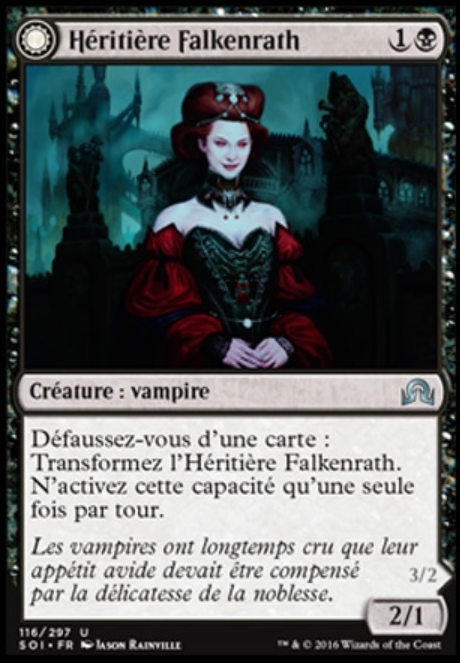 Héritière Falkenrath 1
Créature : vampire
Défaussez-vous d'une carte :
Transformez l'Héritière Falkenrath.
N'activez cette capacité qu'une seule
fois par tour.
Les vampires ont longtemps cru que leur
appétit avide devait être compensé
par la délicatesse de la noblesse.
3/2
2/1
116/297 U
SOI • FR Jason Rainville
™ & © 2016 Wizards of the Coast